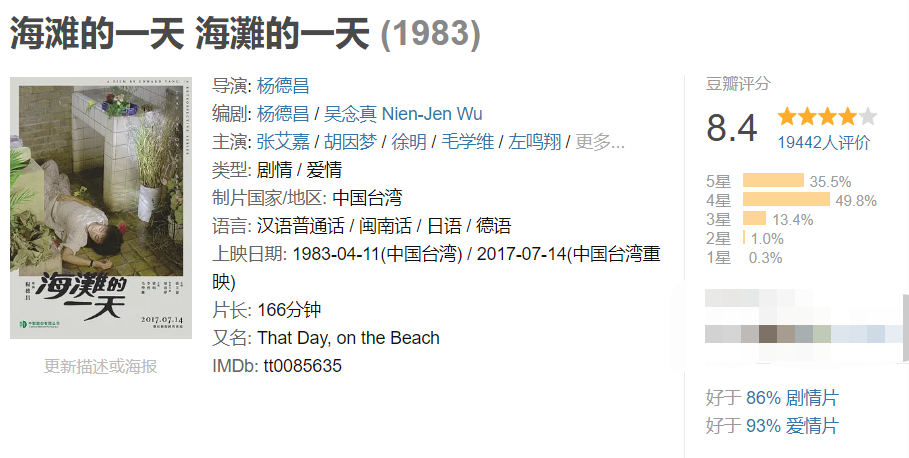 海滩的一天 海灘的一天 (1983)
A FILM BY EDWARD YANG
海灘的
一天
楊德昌
2017.07.14
更新描述或海报
导演: 杨德昌
编剧: 杨德昌 / 吴念真 Nien-Jen Wu
主演: 张艾嘉 / 胡因梦 / 徐明 / 毛学维 / 左鸣翔 / 更多...
类型: 剧情 / 爱情
制片国家/地区: 中国台湾
语言: 汉语普通话 / 闽南话 / 日语 / 德语
上映日期: 1983-04-11(中国台湾) / 2017-07-14(中国台湾重
映)
片长: 166分钟
又名: That Day, on the Beach
IMDb: tt0085635
豆瓣评分
8.4
19442人评价
5星 35.5%
4星 49.8%
3星 13.4%
2星 1.0%
1星 0.3%
好于 86% 剧情片
好于 93% 爱情片